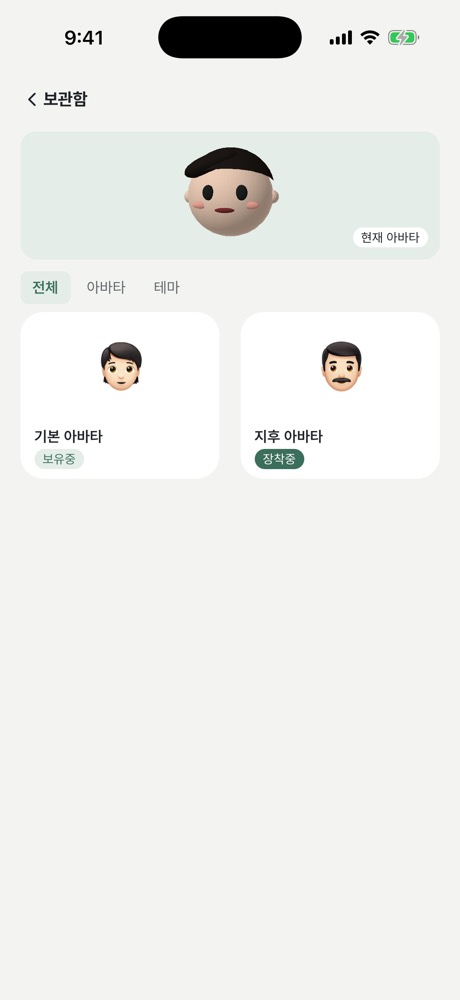 9:41
보관함
현재 아바타
전체 아바타 테마
기본 아바타
보유중
지후 아바타
장착중